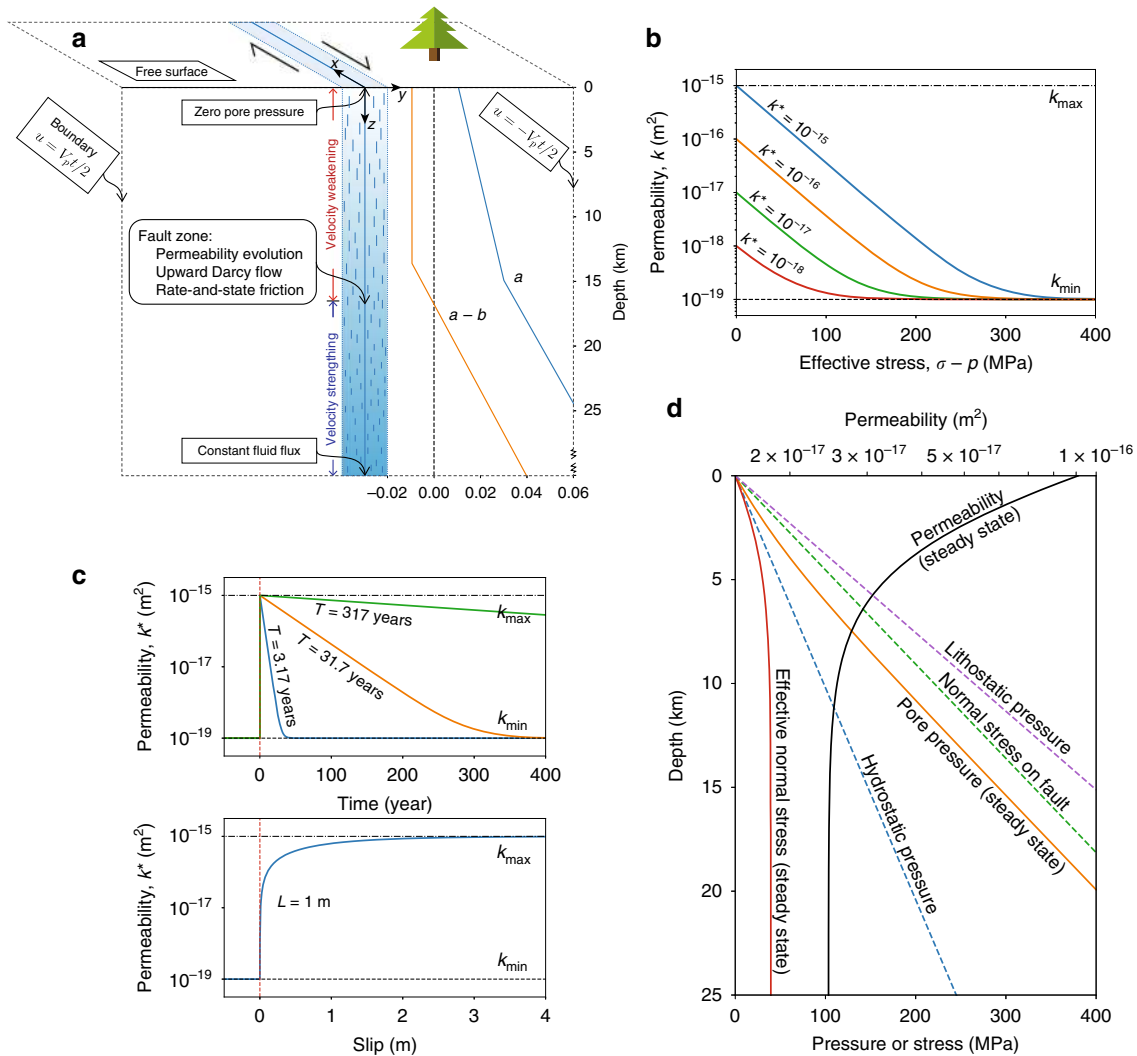 a
Free surface
x
y
z
Zero pore pressure
Boundary
u = V_p t/2
u = −V_p t/2
Velocity weakening
Velocity strengthening
Fault zone:
Permeability evolution
Upward Darcy flow
Rate-and-state friction
Constant fluid flux
a
a − b
0
5
10
15
20
25
Depth (km)
−0.02 0.00 0.02 0.04 0.06
b
Permeability, k (m²)
10⁻¹⁵
10⁻¹⁶
10⁻¹⁷
10⁻¹⁸
10⁻¹⁹
k_max
k* = 10⁻¹⁵
k* = 10⁻¹⁶
k* = 10⁻¹⁷
k* = 10⁻¹⁸
k_min
0 100 200 300 400
Effective stress, σ − p (MPa)
c
Permeability, k* (m²)
10⁻¹⁵
10⁻¹⁷
10⁻¹⁹
k_max
T = 317 years
T = 31.7 years
T = 3.17 years
k_min
0 100 200 300 400
Time (year)
Permeability, k* (m²)
10⁻¹⁵
10⁻¹⁷
10⁻¹⁹
k_max
L = 1 m
k_min
0 1 2 3 4
Slip (m)
d
Permeability (m²)
2 × 10⁻¹⁷ 3 × 10⁻¹⁷ 5 × 10⁻¹⁷ 1 × 10⁻¹⁶
0
5
10
15
20
25
Depth (km)
Permeability
(steady state)
Lithostatic pressure
Normal stress on fault
Pore pressure (steady state)
Hydrostatic pressure
Effective normal stress (steady state)
0 100 200 300 400
Pressure or stress (MPa)